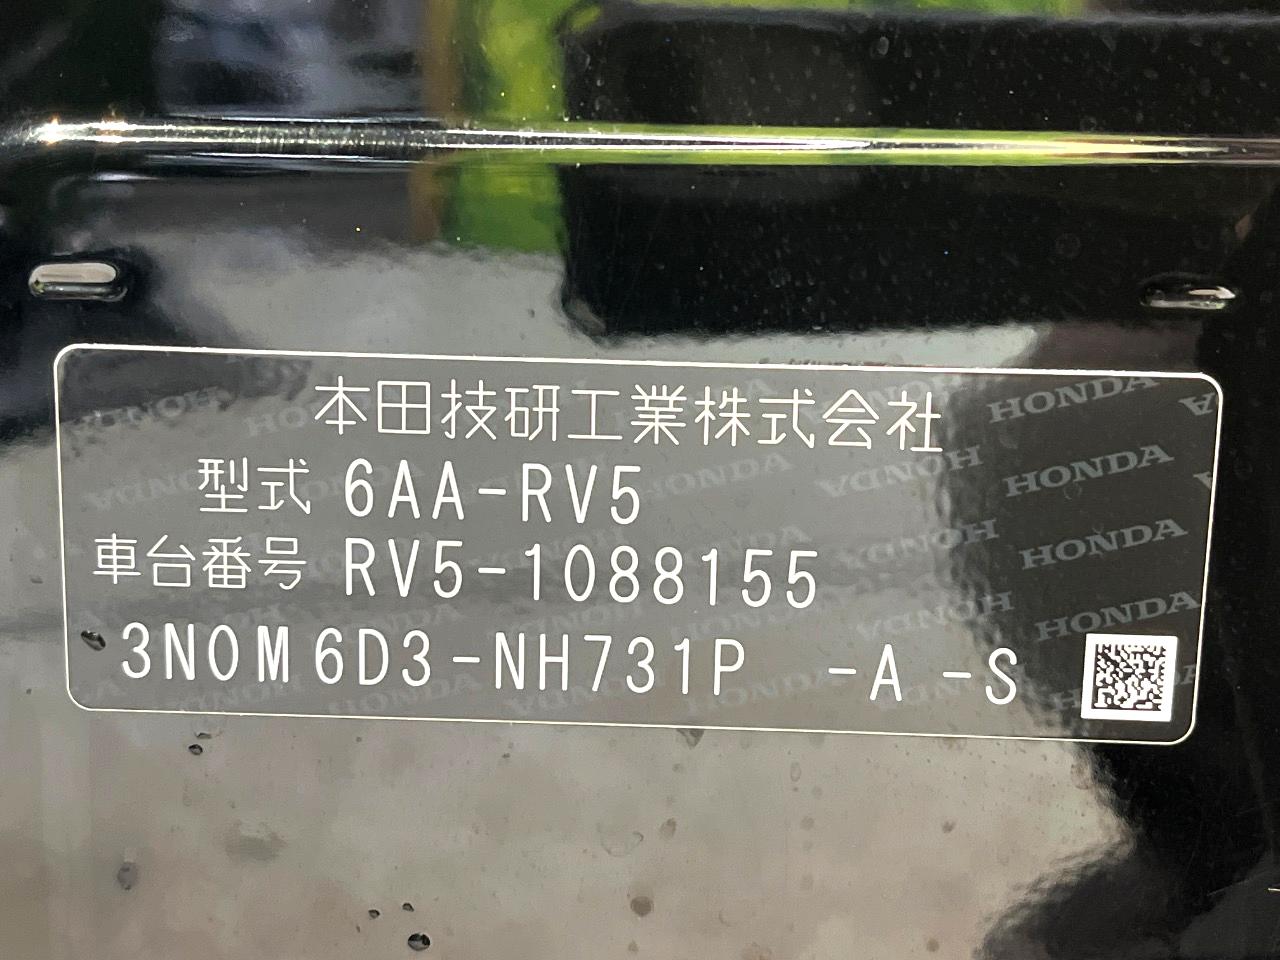 本田技研工業株式会社
型式 6AA-RV5
車台番号 RV5-1088155
3N0M6D3-NH731P -A -S
HONDA